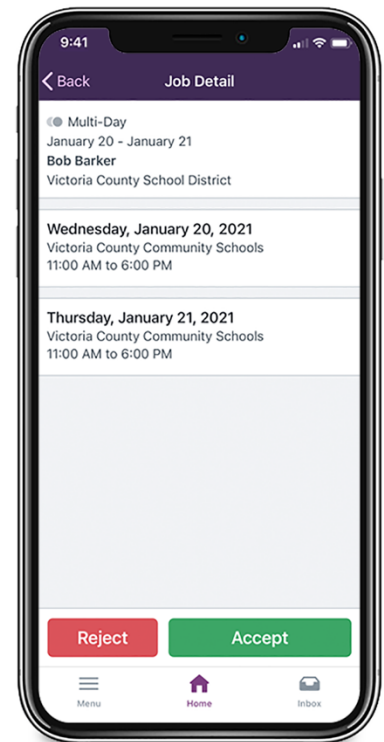 9:41
Back
Job Detail
Multi-Day
January 20 - January 21
Bob Barker
Victoria County School District
Wednesday, January 20, 2021
Victoria County Community Schools
11:00 AM to 6:00 PM
Thursday, January 21, 2021
Victoria County Community Schools
11:00 AM to 6:00 PM
Reject
Accept
Menu
Home
Inbox